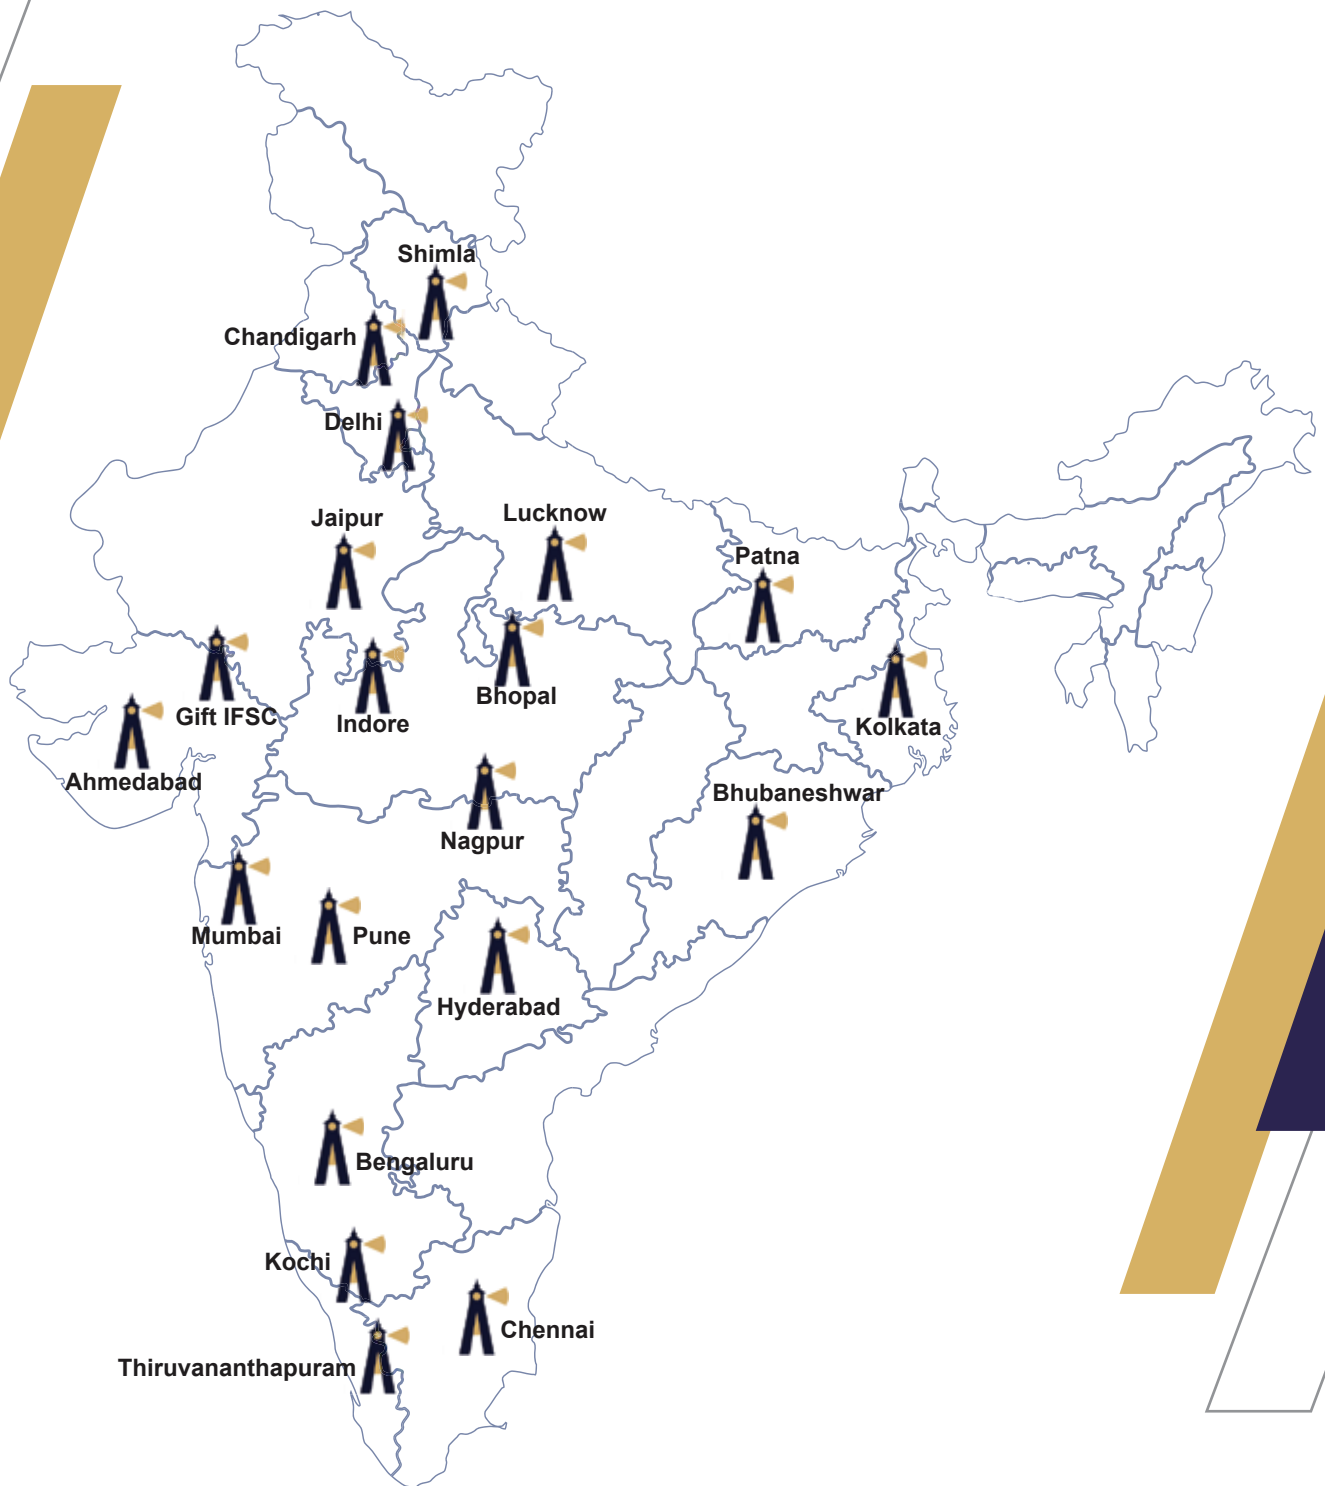 Shimla
Chandigarh
Delhi
Jaipur
Lucknow
Patna
Gift IFSC
Indore
Bhopal
Kolkata
Ahmedabad
Bhubaneshwar
Nagpur
Mumbai
Pune
Hyderabad
Bengaluru
Kochi
Chennai
Thiruvananthapuram